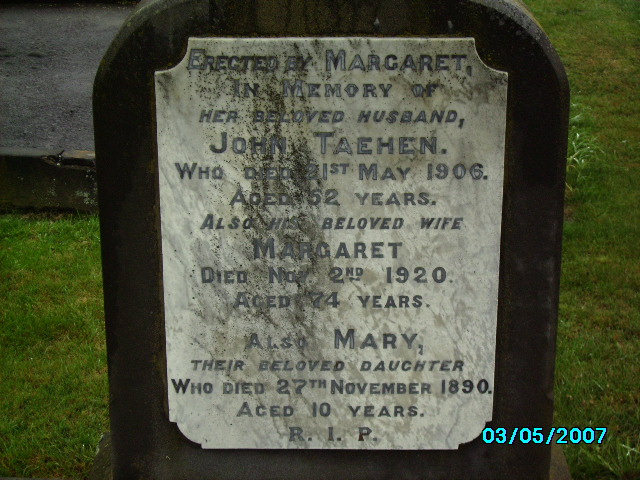 Erected by Margaret,
In Memory of
her beloved husband,
John Taehen.
Who died 21st May 1906.
Aged 52 years.
Also his beloved wife
Margaret
Died Nov 2nd 1920.
Aged 74 years.
Also Mary,
their beloved daughter
Who died 27th November 1890.
Aged 10 years.
R. I. P.
03/05/2007